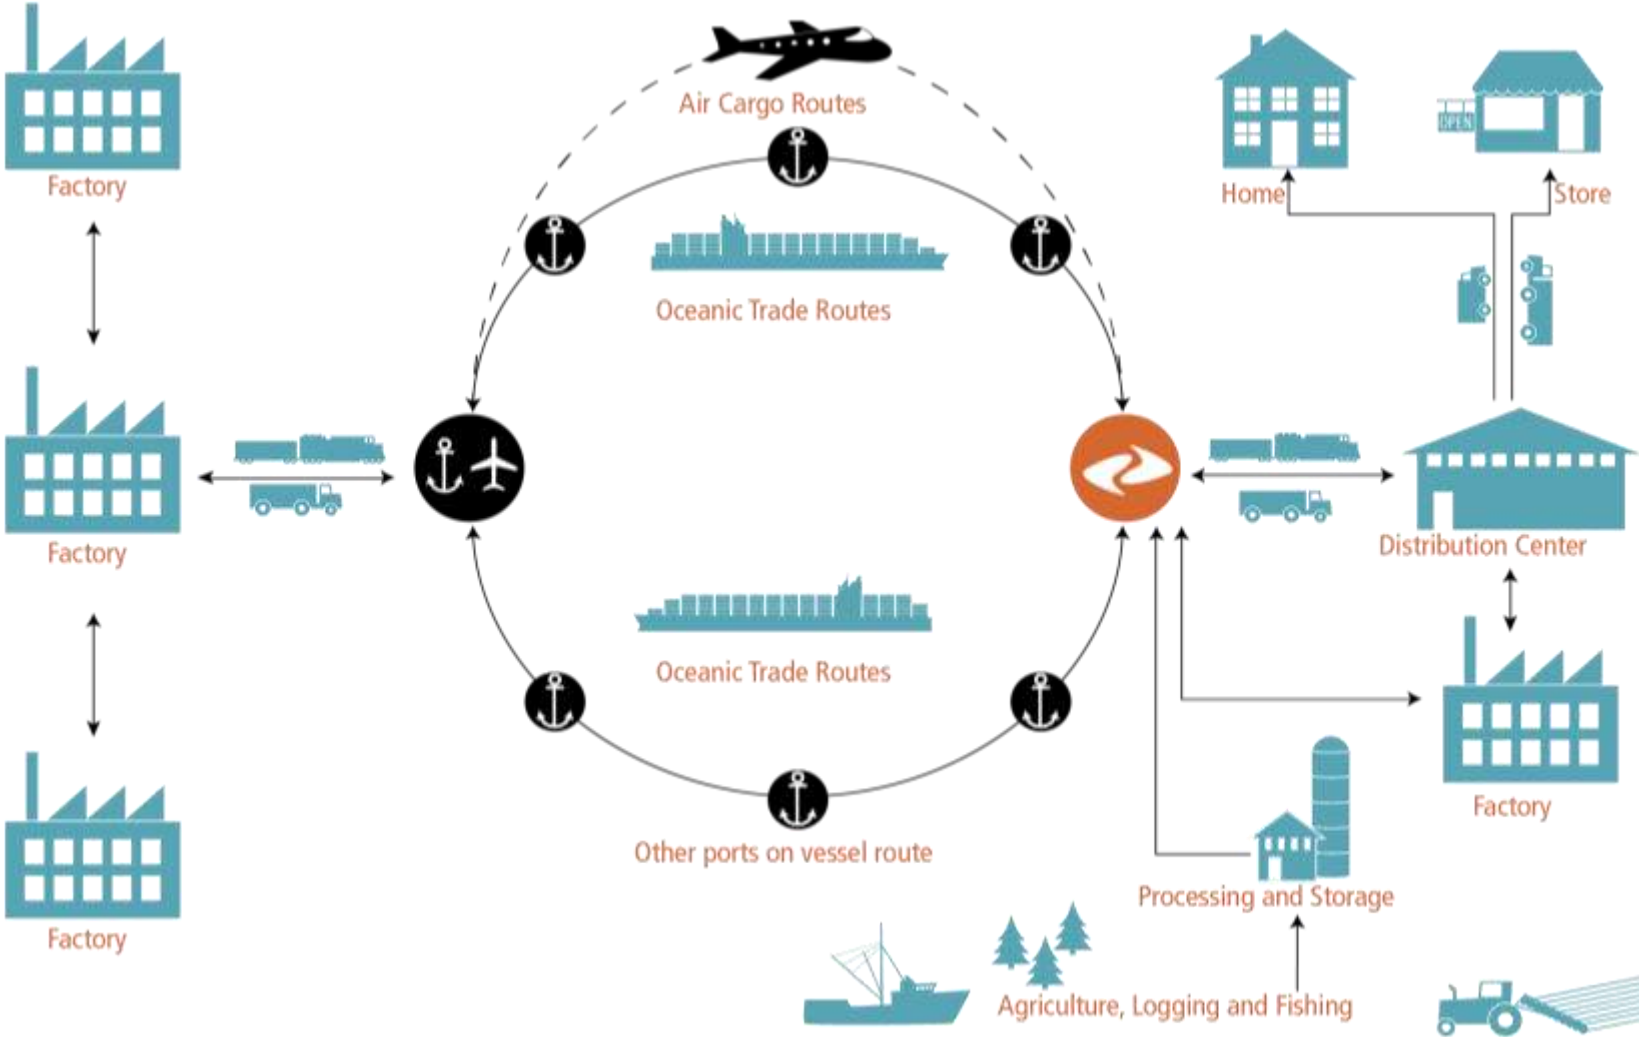 Air Cargo Routes
Factory
Home
Store
OPEN
Oceanic Trade Routes
Factory
Distribution Center
Oceanic Trade Routes
Factory
Other ports on vessel route
Processing and Storage
Factory
Agriculture, Logging and Fishing